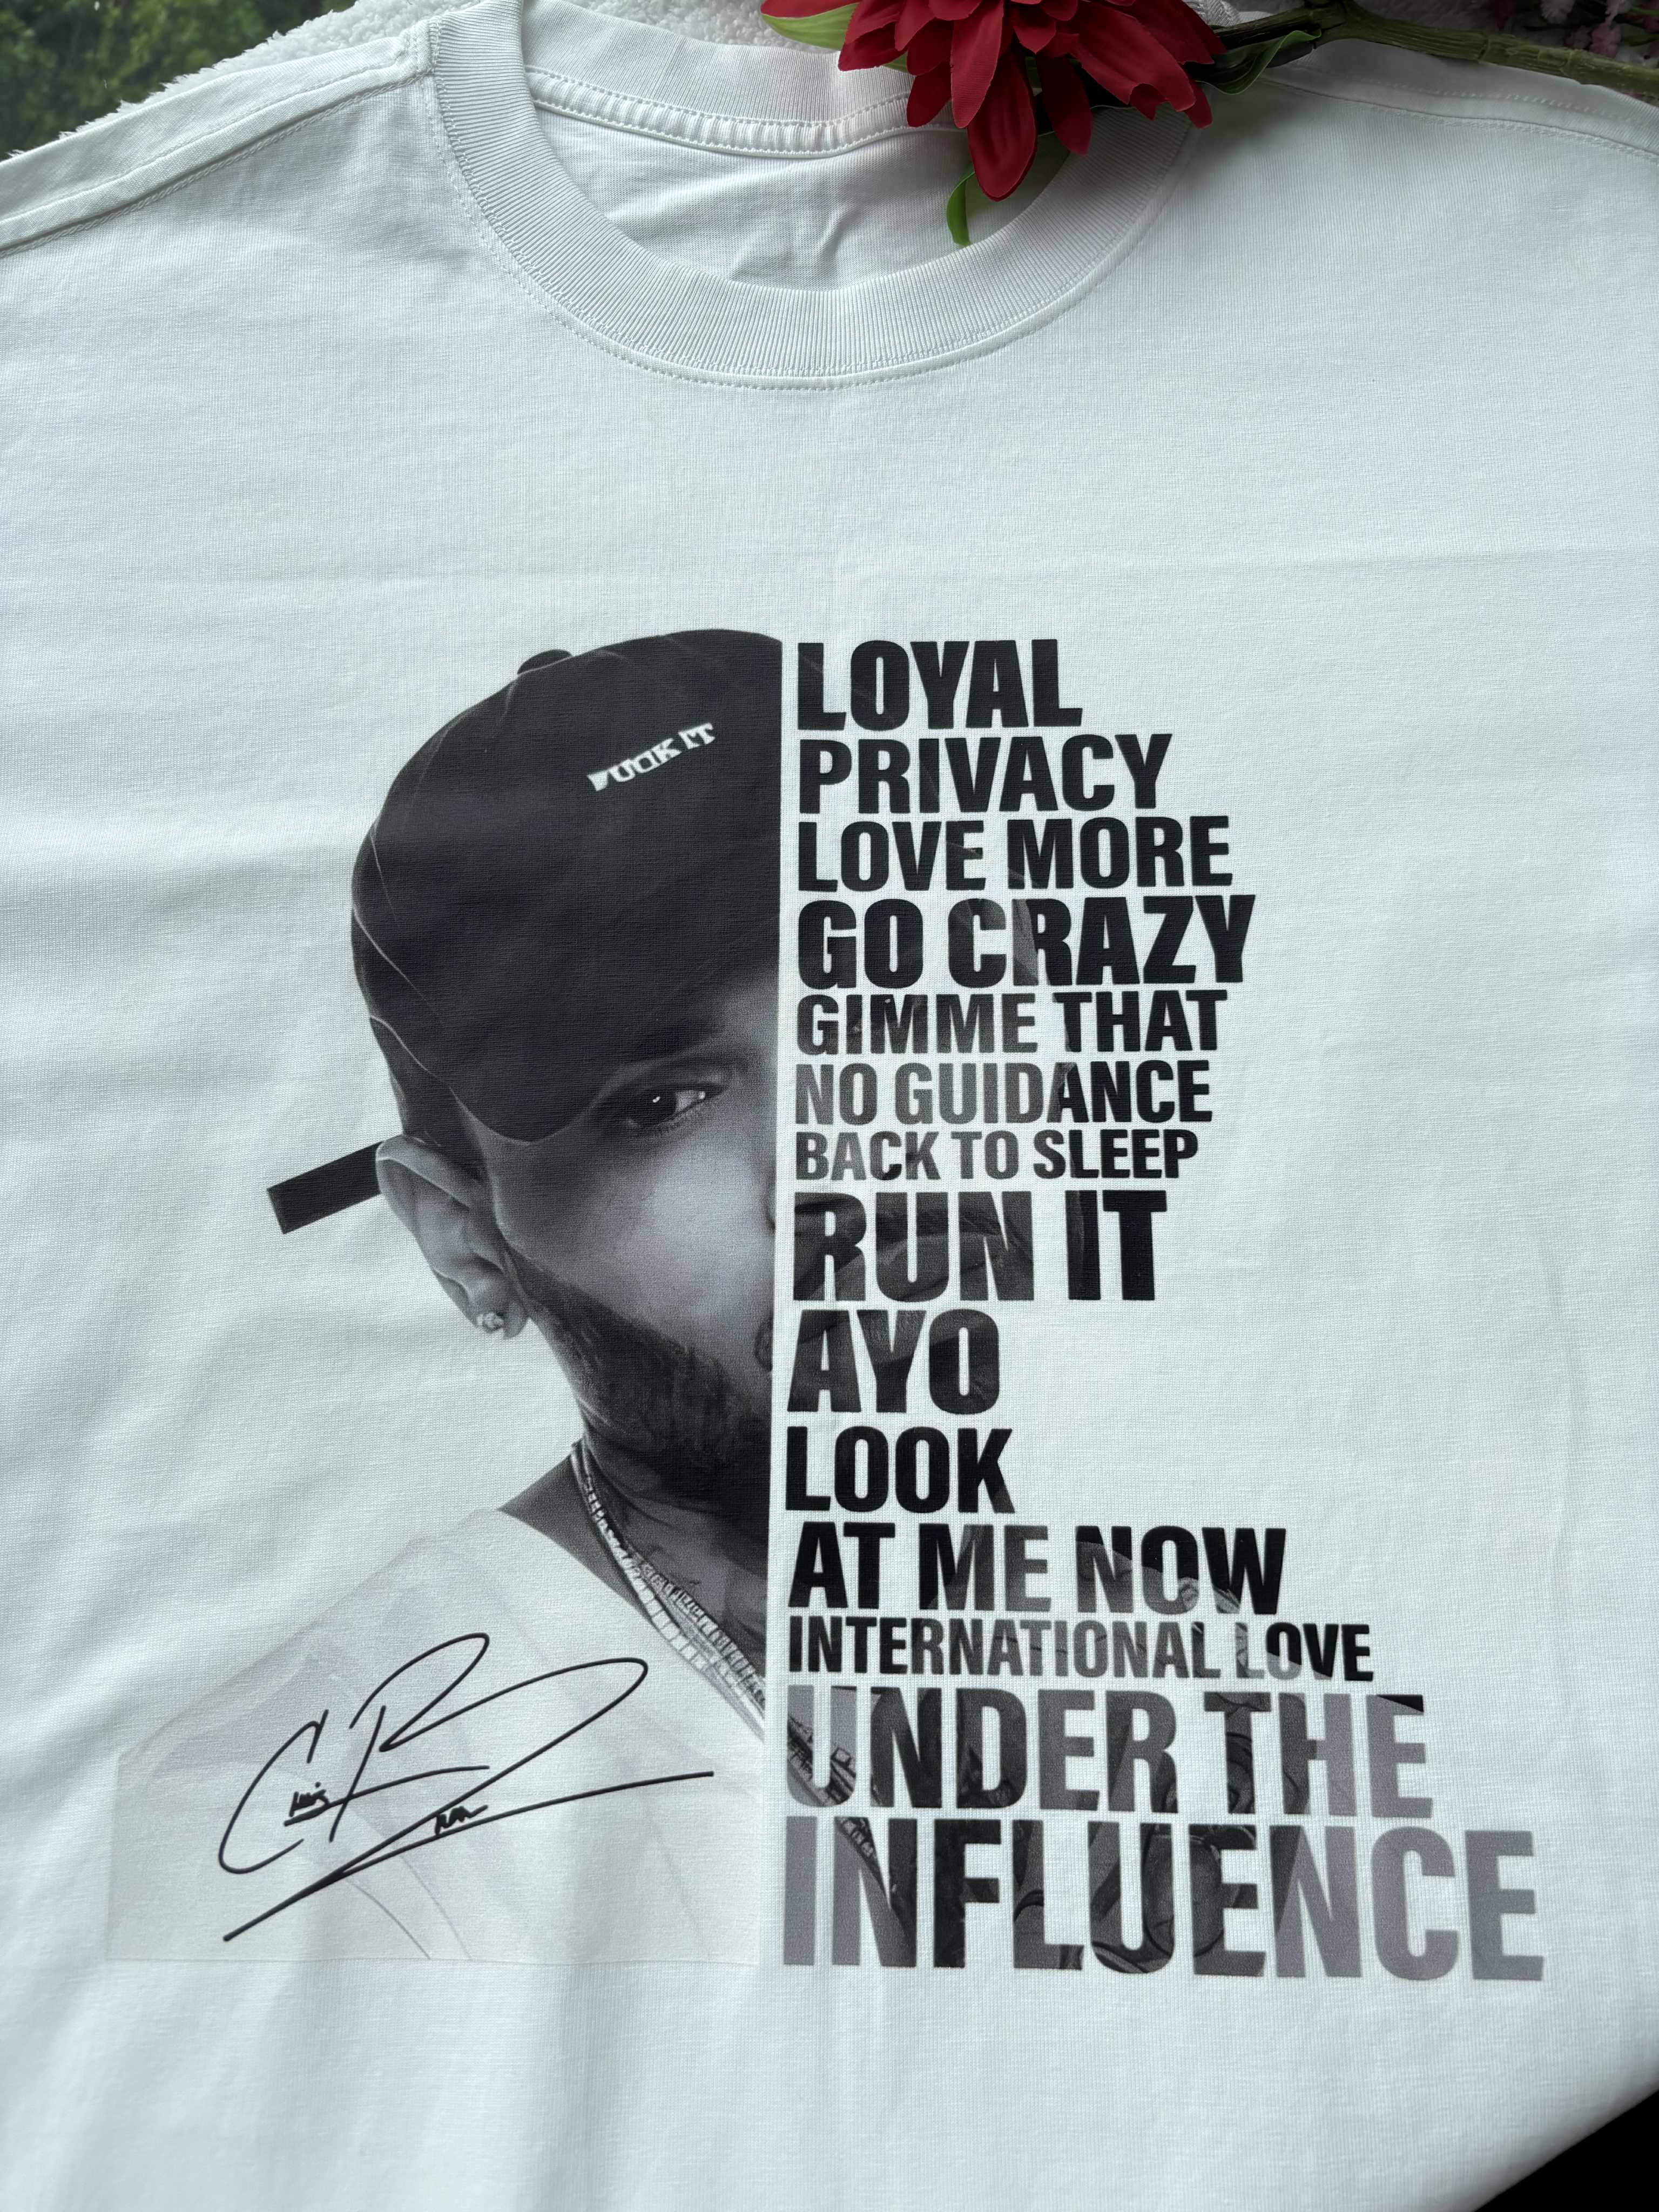 LOYAL
PRIVACY
LOVE MORE
GO CRAZY
GIMME THAT
NO GUIDANCE
BACK TO SLEEP
RUN IT
AYO
LOOK
AT ME NOW
INTERNATIONAL LOVE
UNDER THE
INFLUENCE
FUCK IT
Chris